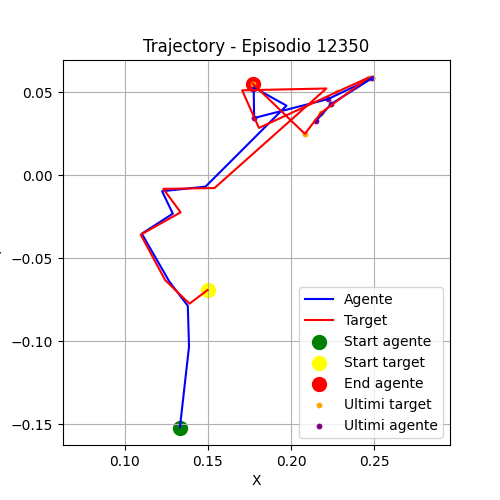 Trajectory - Episodio 12350
0.05
0.00
−0.05
−0.10
−0.15
0.10
0.15
0.20
0.25
X
Agente
Target
Start agente
Start target
End agente
Ultimi target
Ultimi agente